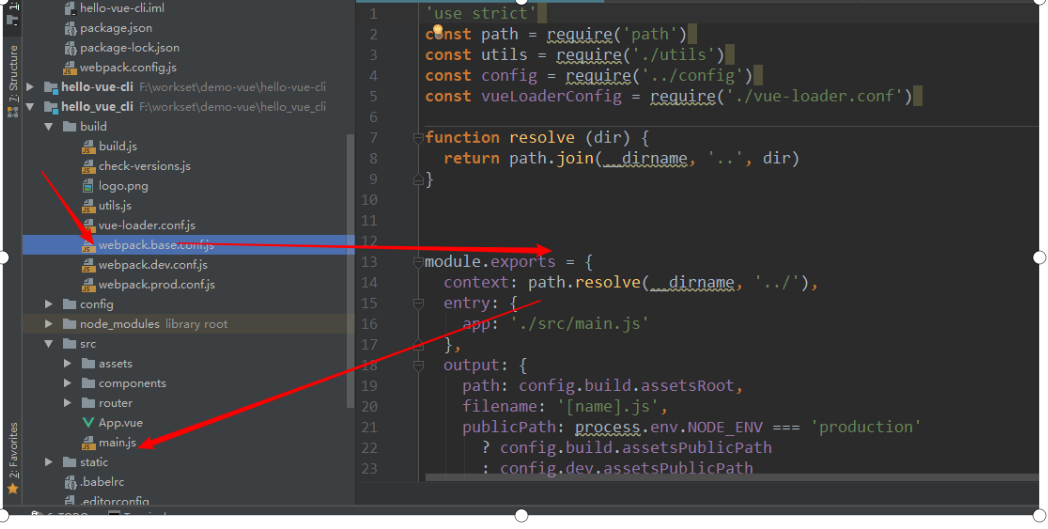 hello-vue-cli.iml
package.json
package-lock.json
webpack.config.js
hello-vue-cli F:\workset\demo-vue\hello-vue-cli
hello_vue_cli F:\workset\demo-vue\hello_vue_cli
build
build.js
check-versions.js
logo.png
utils.js
vue-loader.conf.js
webpack.base.conf.js
webpack.dev.conf.js
webpack.prod.conf.js
config
node_modules library root
src
assets
components
router
App.vue
main.js
static
.babelrc
.editorconfig
7: Structure
2: Favorites
1 'use strict'
2 const path = require('path')
3 const utils = require('./utils')
4 const config = require('../config')
5 const vueLoaderConfig = require('./vue-loader.conf')
6
7 function resolve (dir) {
8 return path.join(__dirname, '..', dir)
9 }
10
11
12
13 module.exports = {
14 context: path.resolve(__dirname, '../'),
15 entry: {
16 app: './src/main.js'
17 },
18 output: {
19 path: config.build.assetsRoot,
20 filename: '[name].js',
21 publicPath: process.env.NODE_ENV === 'production'
22 ? config.build.assetsPublicPath
23 : config.dev.assetsPublicPath